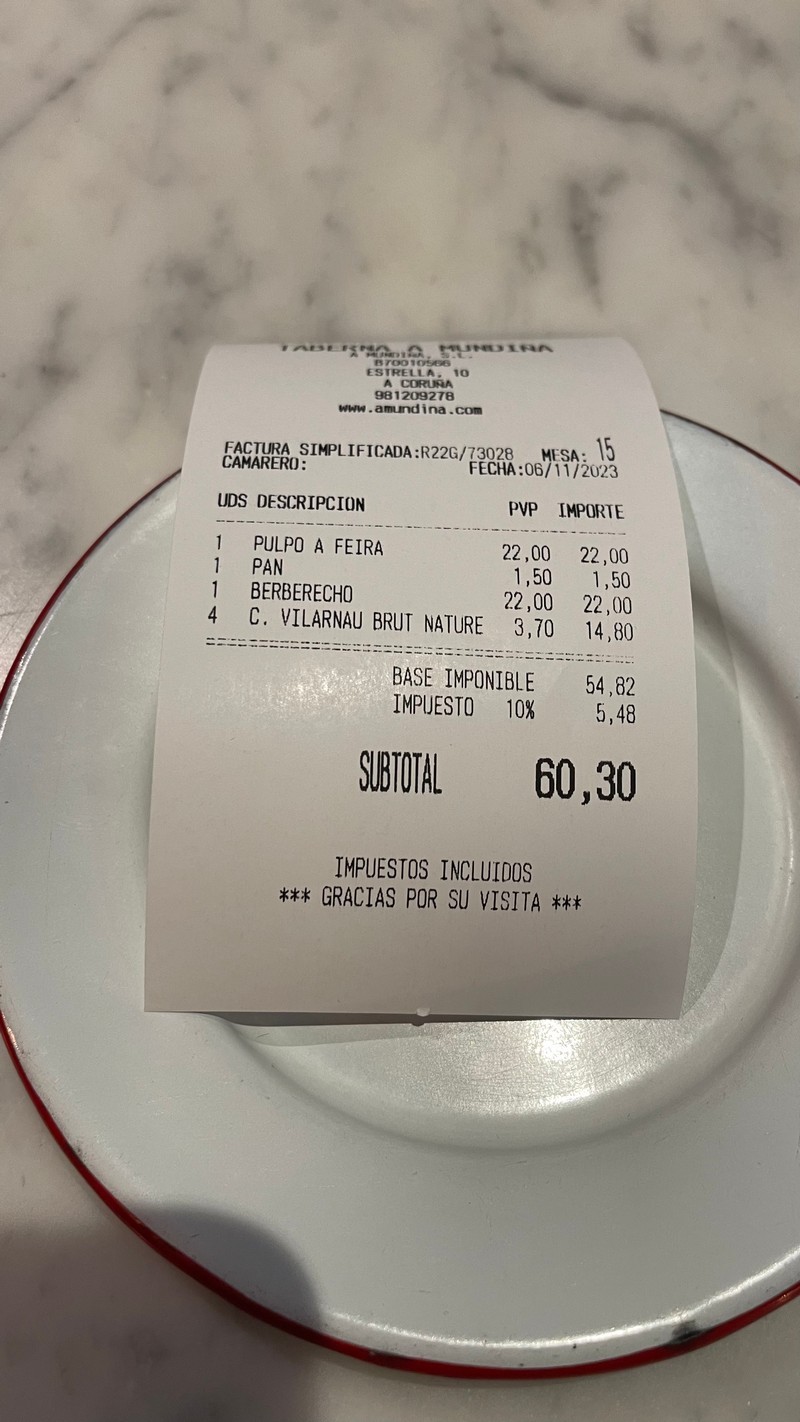 TABERNA A MUNDIÑA
A MUNDIÑA, S.L.
B70010566
ESTRELLA, 10
A CORUÑA
981209278
www.amundina.com
FACTURA SIMPLIFICADA:R22G/73028 MESA: 15
CAMARERO: FECHA:06/11/2023
UDS DESCRIPCION PVP IMPORTE
1 PULPO A FEIRA 22,00 22,00
1 PAN 1,50 1,50
1 BERBERECHO 22,00 22,00
4 C. VILARNAU BRUT NATURE 3,70 14,80
BASE IMPONIBLE 54,82
IMPUESTO 10% 5,48
SUBTOTAL 60,30
IMPUESTOS INCLUIDOS
*** GRACIAS POR SU VISITA ***